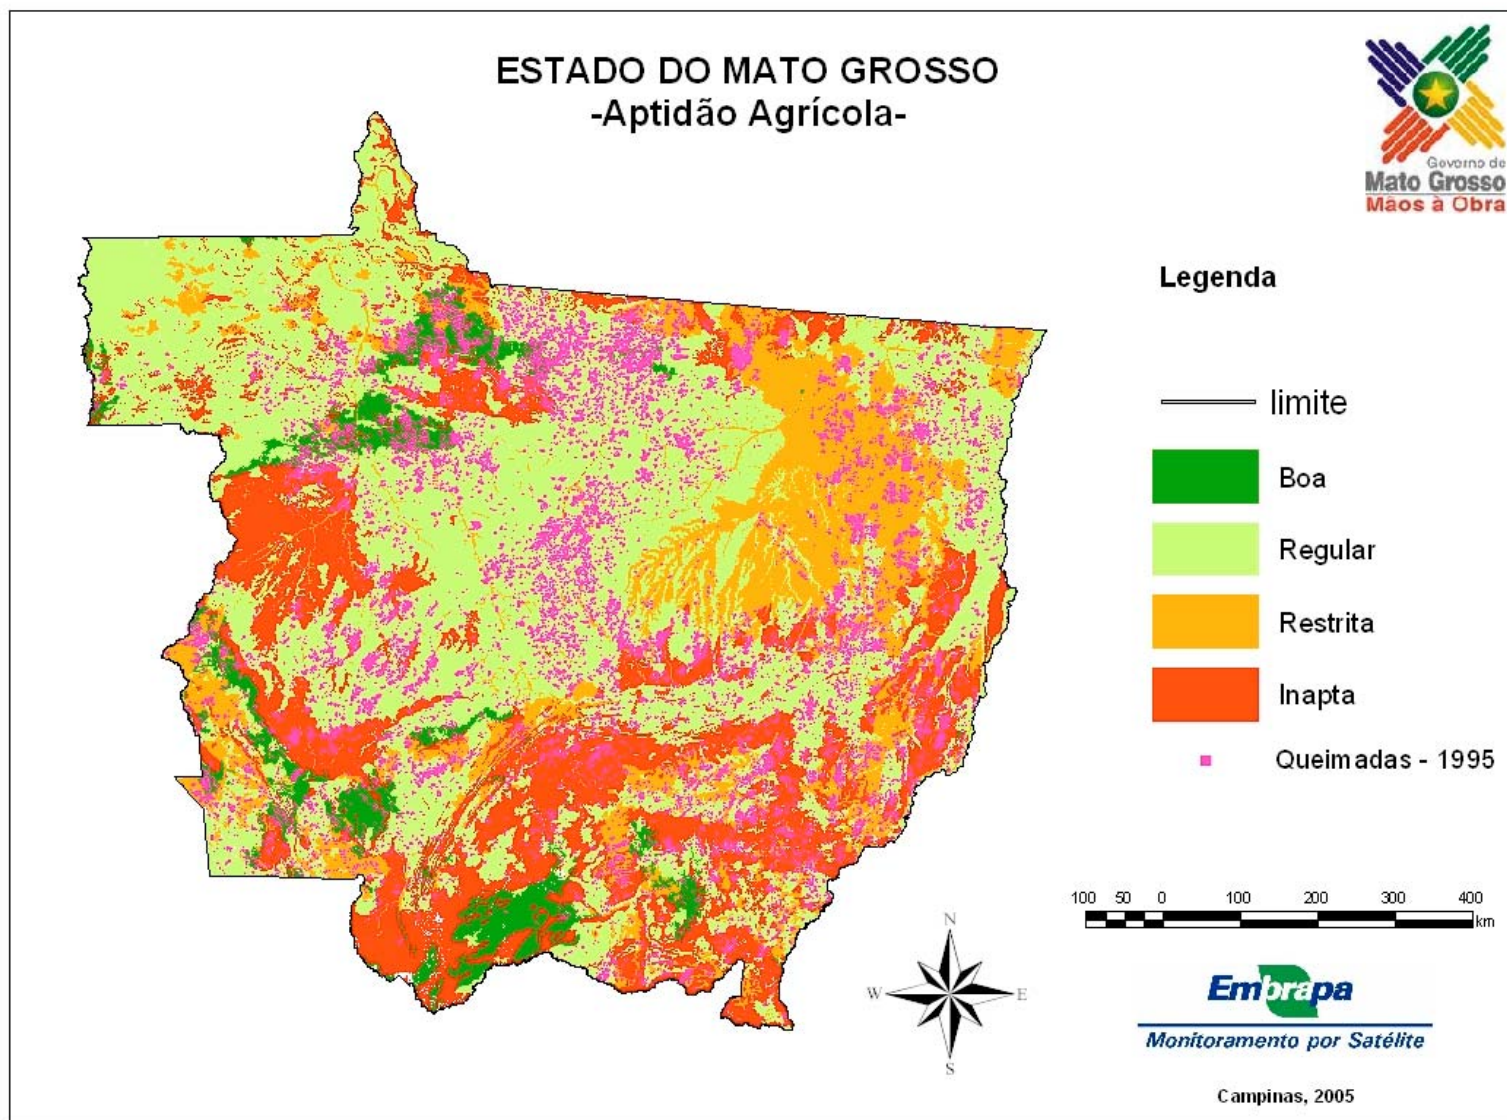 ESTADO DO MATO GROSSO
-Aptidão Agrícola-
Governo de
Mato Grosso
Mãos à Obra
Legenda
limite
Boa
Regular
Restrita
Inapta
Queimadas - 1995
100 50 0 100 200 300 400
km
N
W E
S
Embrapa
Monitoramento por Satélite
Campinas, 2005